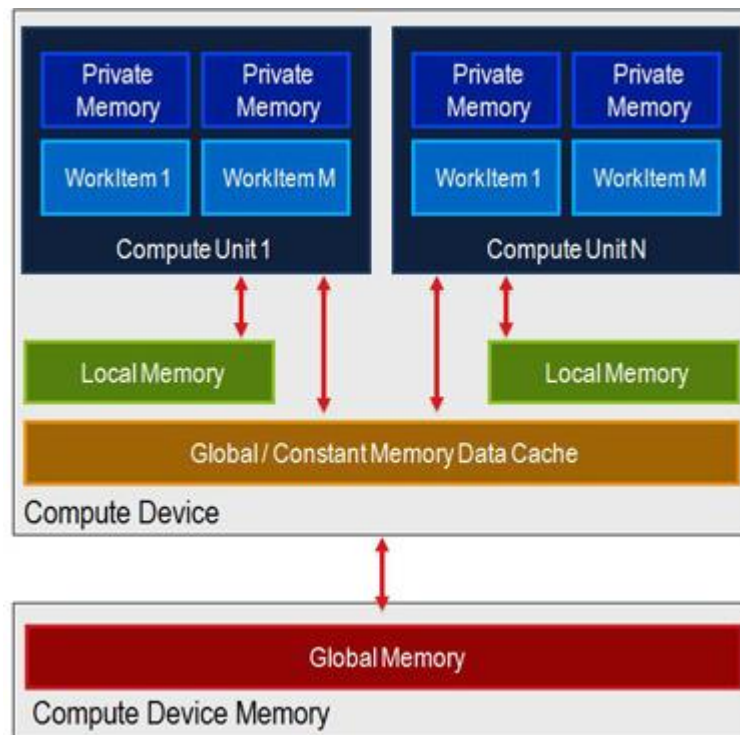 Private Memory
Private Memory
Private Memory
Private Memory
WorkItem 1
WorkItem M
WorkItem 1
WorkItem M
Compute Unit 1
Compute Unit N
Local Memory
Local Memory
Global / Constant Memory Data Cache
Compute Device
Global Memory
Compute Device Memory